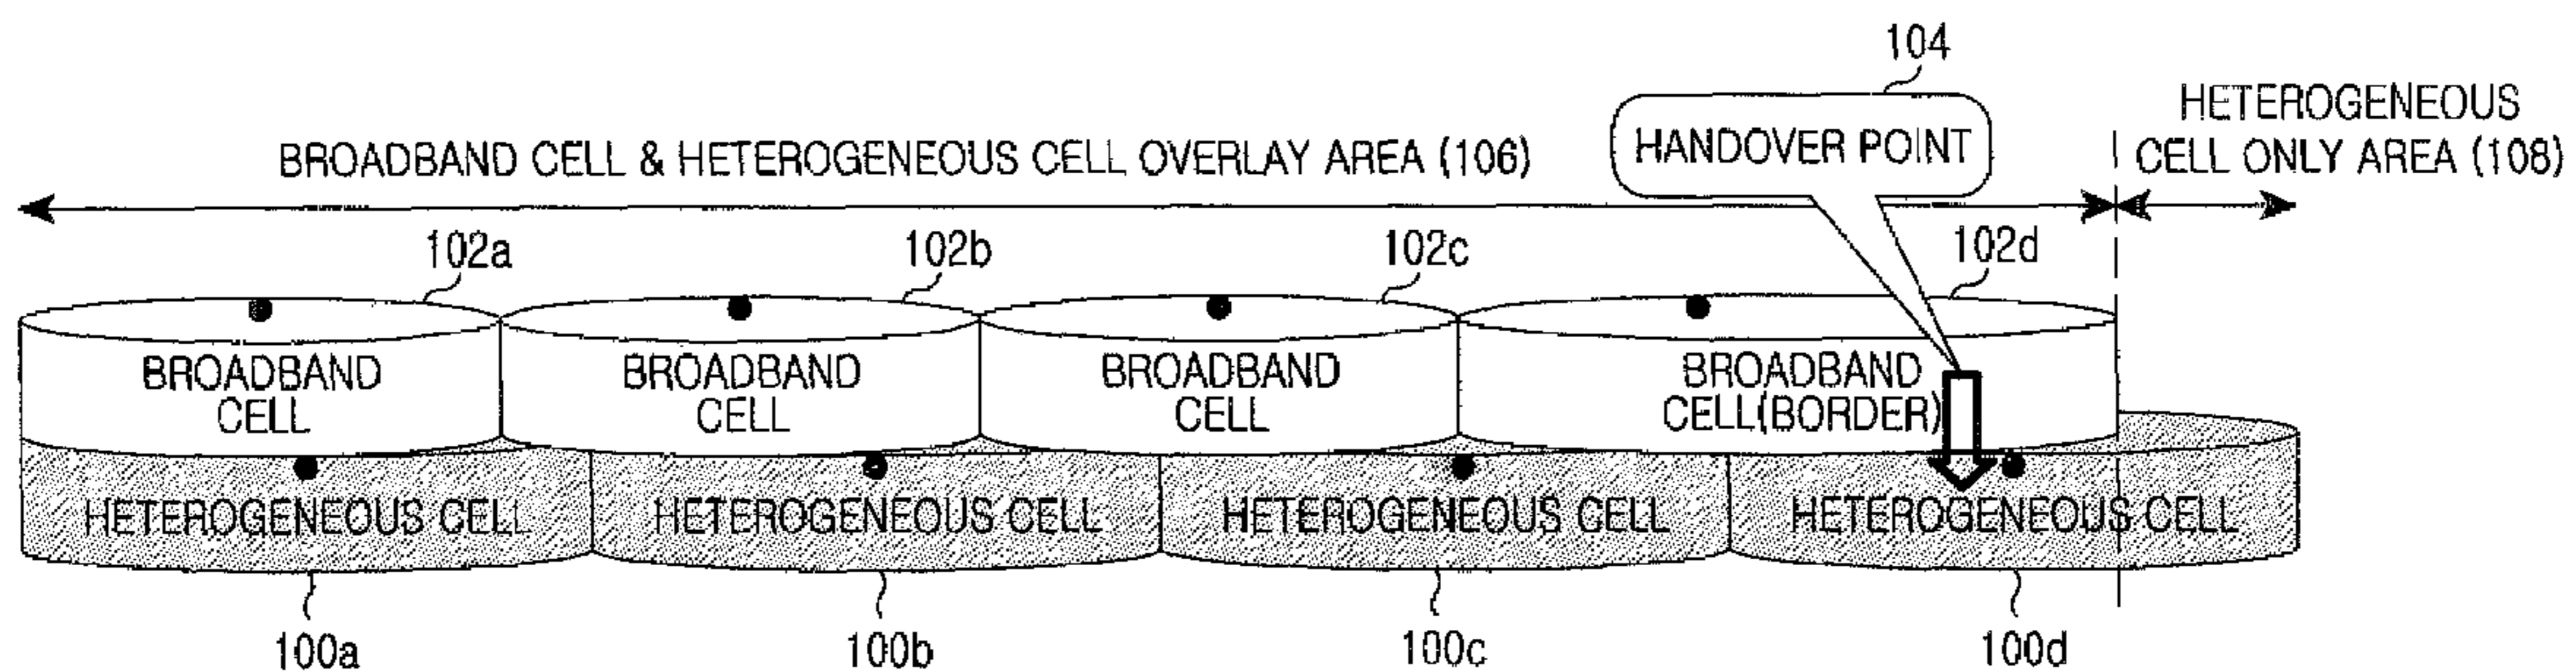 104
HETEROGENEOUS
CELL ONLY AREA (108)
HANDOVER POINT
BROADBAND CELL & HETEROGENEOUS CELL OVERLAY AREA (106)
102a
102b
102c
102d
BROADBAND
CELL
BROADBAND
CELL
BROADBAND
CELL
BROADBAND
CELL(BORDER)
HETEROGENEOUS CELL
HETEROGENEOUS CELL
HETEROGENEOUS CELL
HETEROGENEOUS CELL
100a
100b
100c
100d